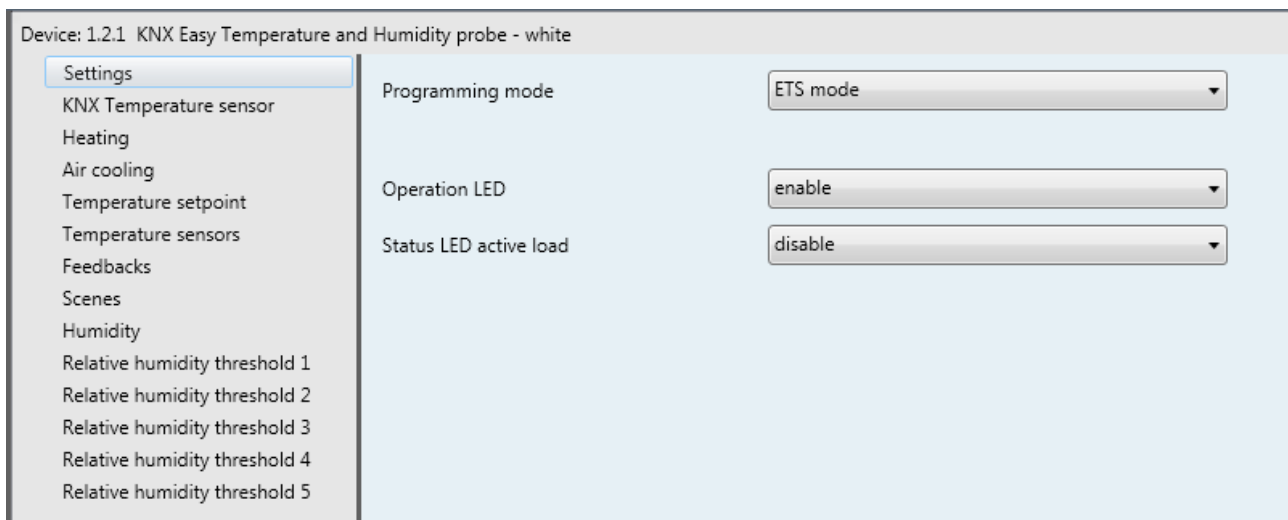 Device: 1.2.1 KNX Easy Temperature and Humidity probe - white
Settings
KNX Temperature sensor
Heating
Air cooling
Temperature setpoint
Temperature sensors
Feedbacks
Scenes
Humidity
Relative humidity threshold 1
Relative humidity threshold 2
Relative humidity threshold 3
Relative humidity threshold 4
Relative humidity threshold 5
Programming mode ETS mode
Operation LED enable
Status LED active load disable